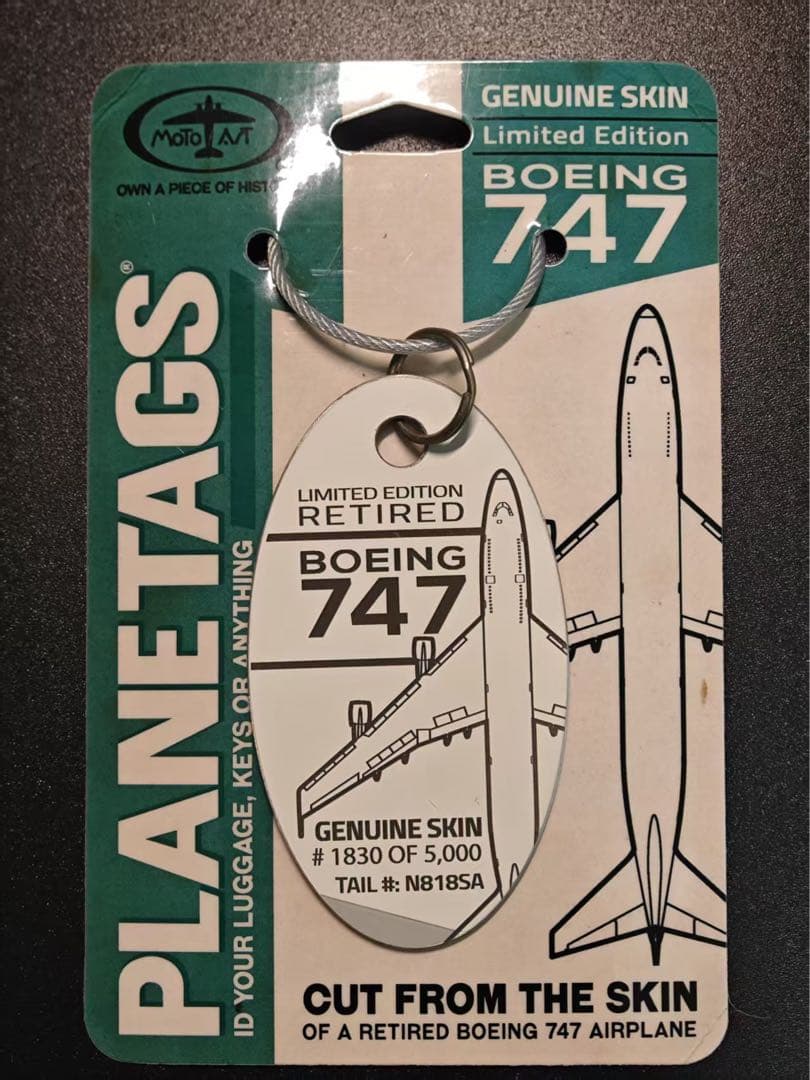 MOTO ART
OWN A PIECE OF
GENUINE SKIN
Limited Edition
BOEING
747
PLANETAGS®
ID YOUR LUGGAGE, KEYS OR ANYTHING
LIMITED EDITION
RETIRED
BOEING
747
GENUINE SKIN
# 1830 OF 5,000
TAIL #: N818SA
CUT FROM THE SKIN
OF A RETIRED BOEING 747 AIRPLANE